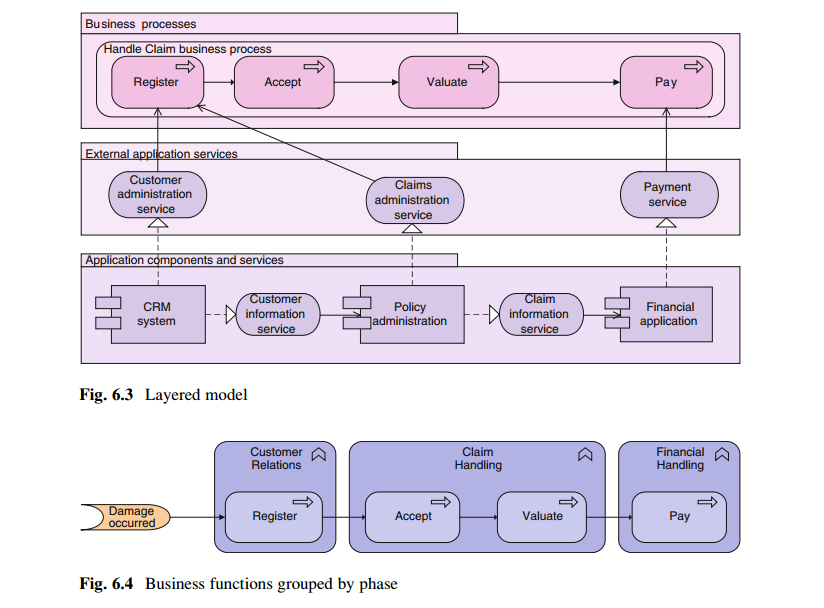 Business processes
Handle Claim business process
Register
Accept
Valuate
Pay
External application services
Customer
administration
service
Claims
administration
service
Payment
service
Application components and services
CRM
system
Customer
information
service
Policy
administration
Claim
information
service
Financial
application
Fig. 6.3 Layered model
Customer
Relations
Claim
Handling
Financial
Handling
Damage
occurred
Register
Accept
Valuate
Pay
Fig. 6.4 Business functions grouped by phase